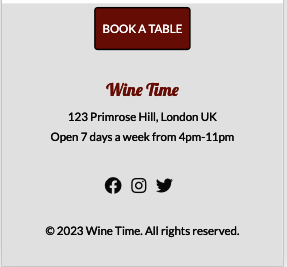 BOOK A TABLE
Wine Time
123 Primrose Hill, London UK
Open 7 days a week from 4pm-11pm
© 2023 Wine Time. All rights reserved.